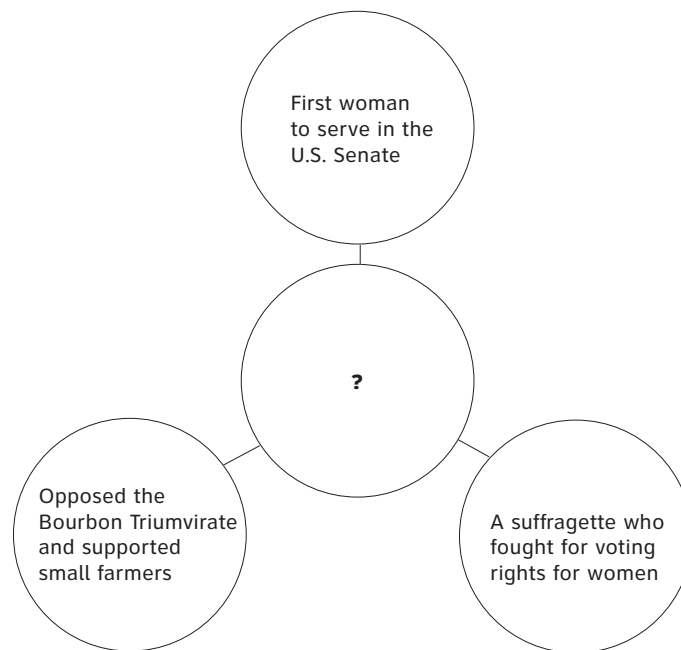 First woman
to serve in the
U.S. Senate
?
Opposed the
Bourbon Triumvirate
and supported
small farmers
A suffragette who
fought for voting
rights for women